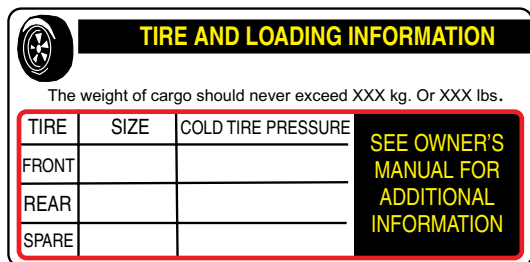 TIRE AND LOADING INFORMATION
The weight of cargo should never exceed XXX kg. Or XXX lbs.
TIRE SIZE COLD TIRE PRESSURE
SEE OWNER'S
MANUAL FOR
ADDITIONAL
INFORMATION
FRONT
REAR
SPARE